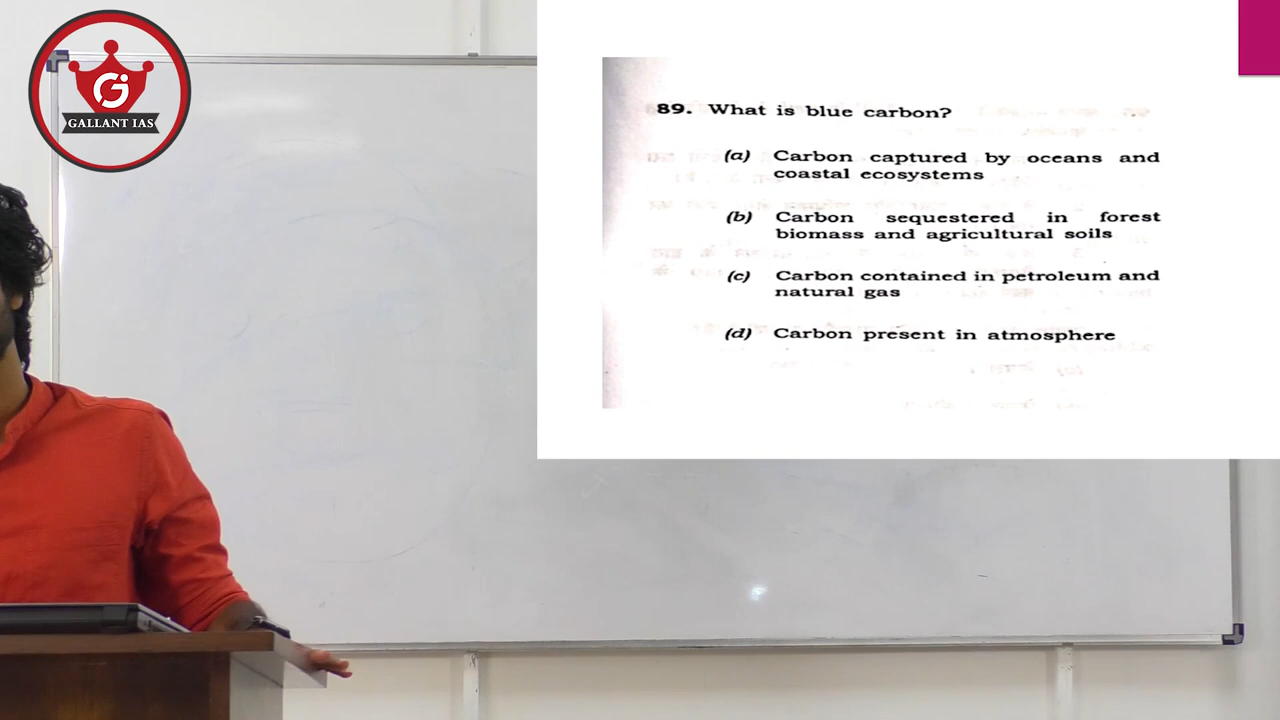 GALLANT IAS
89. What is blue carbon?
(a) Carbon captured by oceans and
coastal ecosystems
(b) Carbon sequestered in forest
biomass and agricultural soils
(c) Carbon contained in petroleum and
natural gas
(d) Carbon present in atmosphere